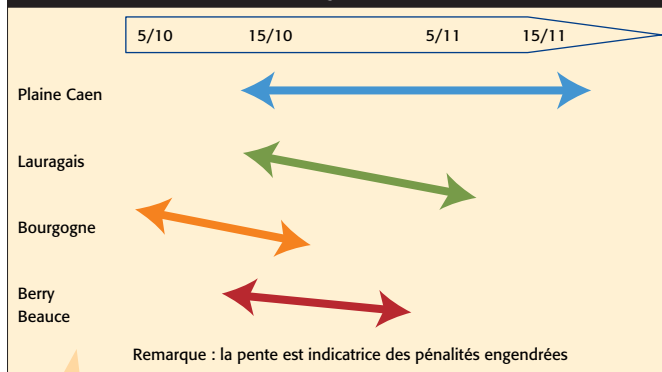 5/10 15/10 5/11 15/11
Plaine Caen
Lauragais
Bourgogne
Berry
Beauce
Remarque : la pente est indicatrice des pénalités engendrées